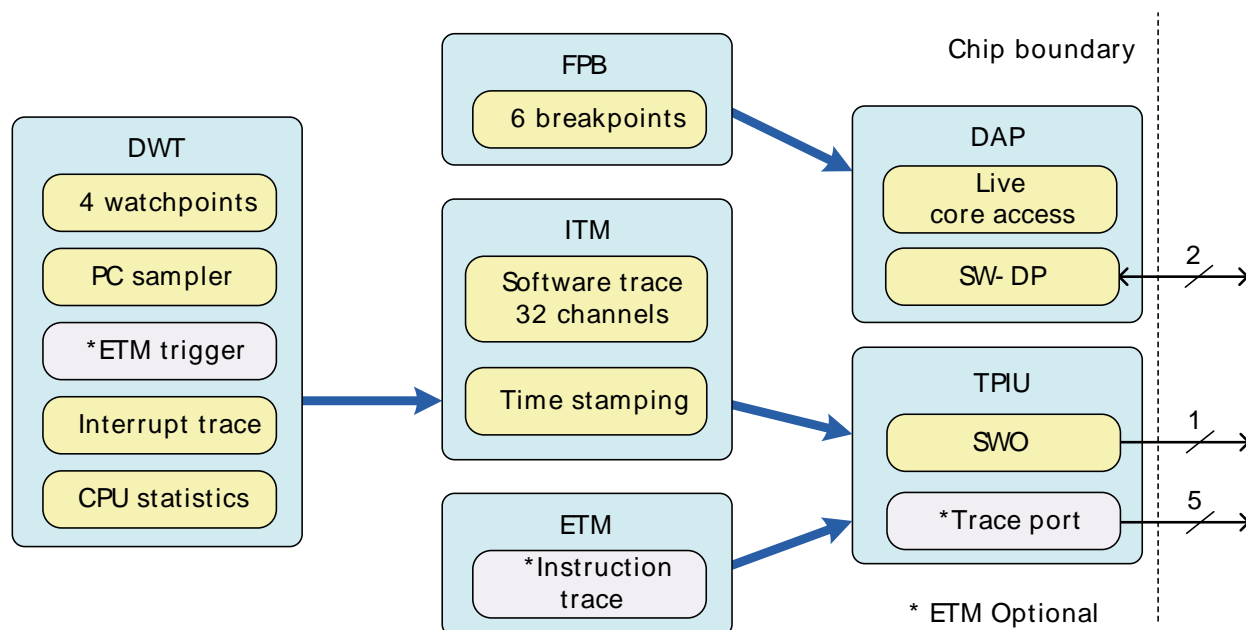 FPB
6 breakpoints
Chip boundary
DWT
4 watchpoints
PC sampler
*ETM trigger
Interrupt trace
CPU statistics
ITM
Software trace
32 channels
Time stamping
ETM
*Instruction
trace
DAP
Live
core access
SW- DP
2
TPIU
SWO
1
*Trace port
5
* ETM Optional